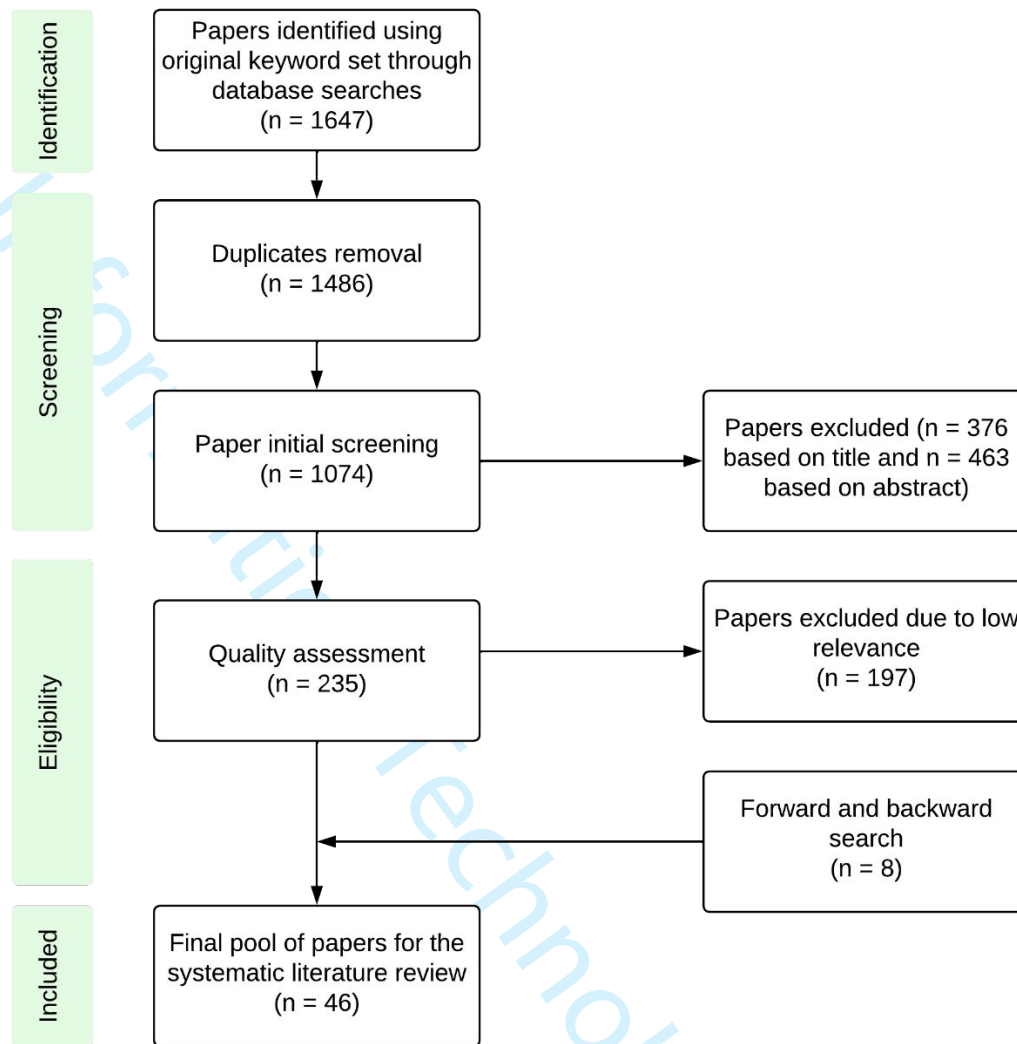 Identification
Papers identified using
original keyword set through
database searches
(n = 1647)
Screening
Duplicates removal
(n = 1486)
Paper initial screening
(n = 1074)
Papers excluded (n = 376
based on title and n = 463
based on abstract)
Eligibility
Quality assessment
(n = 235)
Papers excluded due to low
relevance
(n = 197)
Forward and backward
search
(n = 8)
Included
Final pool of papers for the
systematic literature review
(n = 46)